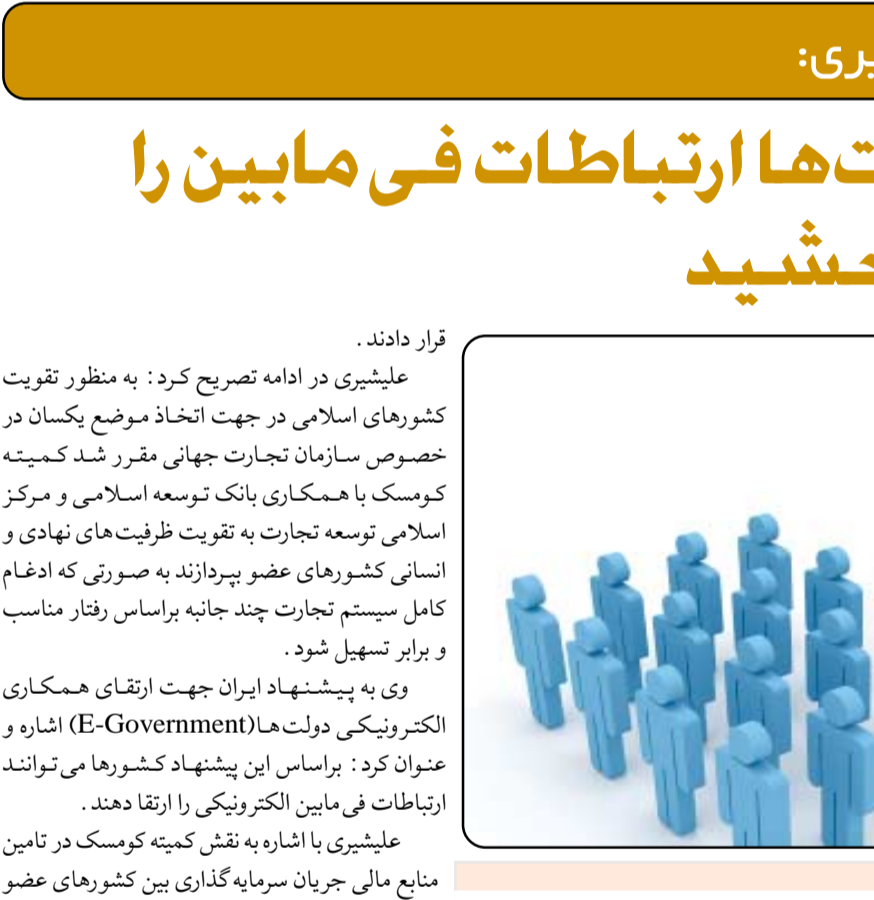 ت‌ها ارتباطات فی مابین را
قرار دادند .
علیشیری در ادامه تصریح کرد : به منظور تقویت
کشورهای اسلامی در جهت اتخاذ موضع یکسان در
خصوص سازمان تجارت جهانی مقرر شد کمیته
کومسک با همکاری بانک توسعه اسلامی و مرکز
اسلامی توسعه تجارت به تقویت ظرفیت‌های نهادی و
انسانی کشورهای عضو بپردازند به صورتی که ادغام
کامل سیستم تجارت چند جانبه براساس رفتار مناسب
و برابر تسهیل شود .
وی به پیشنهاد ایران جهت ارتقای همکاری
الکترونیکی دولت‌ها(E-Government) اشاره و
عنوان کرد : براساس این پیشنهاد کشورها می‌توانند
ارتباطات فی‌مابین الکترونیکی را ارتقا دهند .
علیشیری با اشاره به نقش کمیته کومسک در تامین
منابع مالی جریان سرمایه‌گذاری بین کشورهای عضو